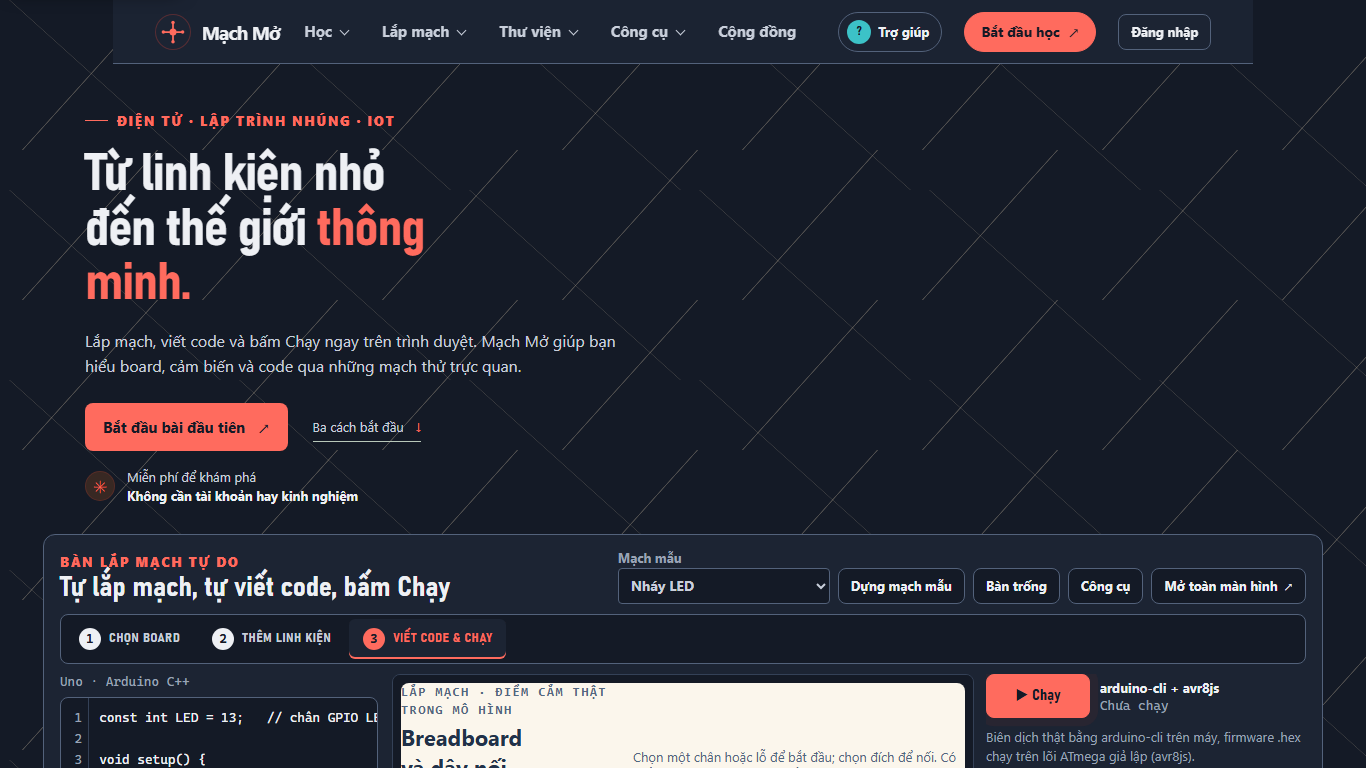 Mạch Mở
Học
Lắp mạch
Thư viện
Công cụ
Cộng đồng
? Trợ giúp
Bắt đầu học ↗
Đăng nhập
ĐIỆN TỬ · LẬP TRÌNH NHÚNG · IOT
Từ linh kiện nhỏ
đến thế giới thông
minh.
Lắp mạch, viết code và bấm Chạy ngay trên trình duyệt. Mạch Mở giúp bạn
hiểu board, cảm biến và code qua những mạch thử trực quan.
Bắt đầu bài đầu tiên ↗
Ba cách bắt đầu ↓
Miễn phí để khám phá
Không cần tài khoản hay kinh nghiệm
BÀN LẮP MẠCH TỰ DO
Tự lắp mạch, tự viết code, bấm Chạy
Mạch mẫu
Nháy LED
Dựng mạch mẫu
Bàn trống
Công cụ
Mở toàn màn hình ↗
1 CHỌN BOARD
2 THÊM LINH KIỆN
3 VIẾT CODE & CHẠY
Uno · Arduino C++
1 const int LED = 13; // chân GPIO LE
2
3 void setup() {
LẮP MẠCH · ĐIỂM CẮM THẬT
TRONG MÔ HÌNH
Breadboard
và dây nối
Chọn một chân hoặc lỗ để bắt đầu; chọn đích để nối. Có
▶ Chạy
arduino-cli + avr8js
Chưa chạy
Biên dịch thật bằng arduino-cli trên máy, firmware .hex
chạy trên lõi ATmega giả lập (avr8js).